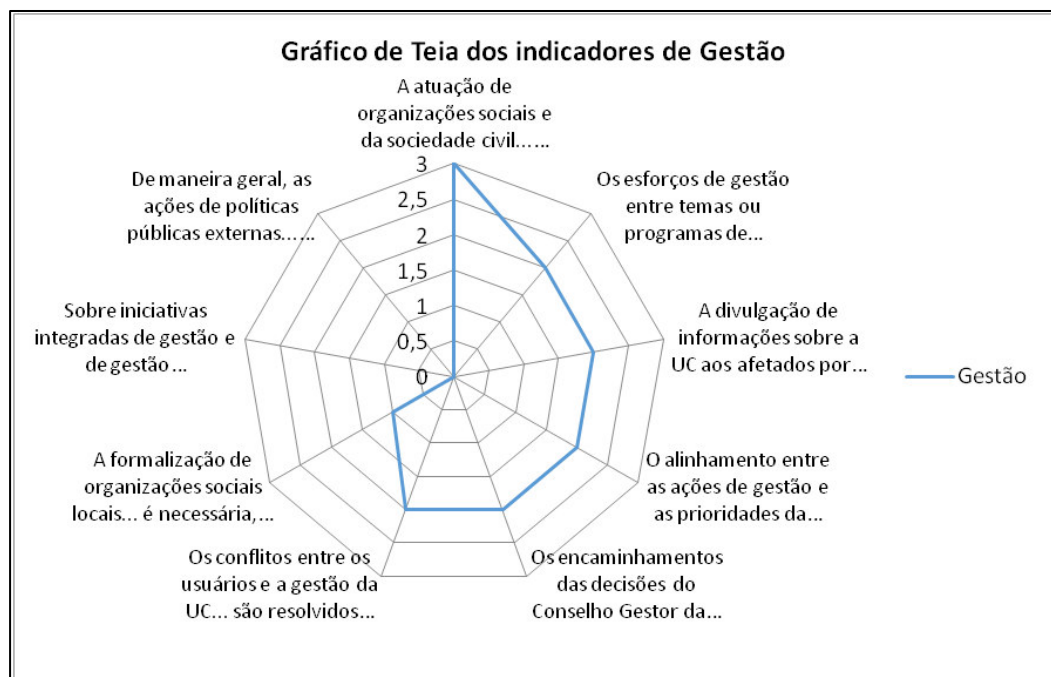 Gráfico de Teia dos indicadores de Gestão
A atuação de
organizações sociais e
da sociedade civil... ...
Os esforços de gestão
entre temas ou
programas de...
A divulgação de
informações sobre a
UC aos afetados por...
O alinhamento entre
as ações de gestão e
as prioridades da...
Os encaminhamentos
das decisões do
Conselho Gestor da...
Os conflitos entre os
usuários e a gestão da
UC... são resolvidos...
A formalização de
organizações sociais
locais... é necessária,...
Sobre iniciativas
integradas de gestão e
de gestão ...
De maneira geral, as
ações de políticas
públicas externas... ...
3
2,5
2
1,5
1
0,5
0
Gestão